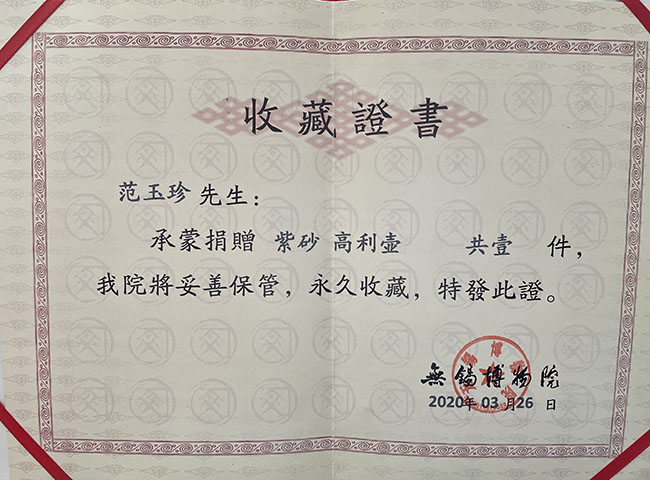 收藏證書
范玉珍 先生：
承蒙捐贈 紫砂 高利壶 共壹 件，
我院將妥善保管，永久收藏，特發此證。
無錫博物院
2020年 03 月26 日